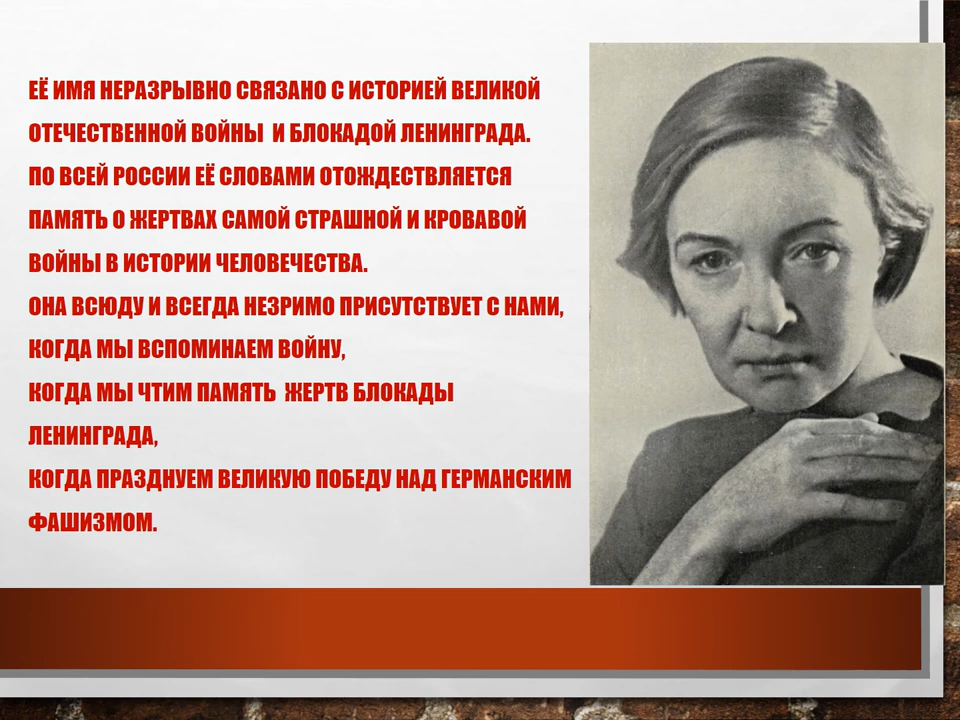 ЕЁ ИМЯ НЕРАЗРЫВНО СВЯЗАНО С ИСТОРИЕЙ ВЕЛИКОЙ
ОТЕЧЕСТВЕННОЙ ВОЙНЫ И БЛОКАДОЙ ЛЕНИНГРАДА.
ПО ВСЕЙ РОССИИ ЕЁ СЛОВАМИ ОТОЖДЕСТВЛЯЕТСЯ
ПАМЯТЬ О ЖЕРТВАХ САМОЙ СТРАШНОЙ И КРОВАВОЙ
ВОЙНЫ В ИСТОРИИ ЧЕЛОВЕЧЕСТВА.
ОНА ВСЮДУ И ВСЕГДА НЕЗРИМО ПРИСУТСТВУЕТ С НАМИ,
КОГДА МЫ ВСПОМИНАЕМ ВОЙНУ,
КОГДА МЫ ЧТИМ ПАМЯТЬ ЖЕРТВ БЛОКАДЫ
ЛЕНИНГРАДА,
КОГДА ПРАЗДНУЕМ ВЕЛИКУЮ ПОБЕДУ НАД ГЕРМАНСКИМ
ФАШИЗМОМ.